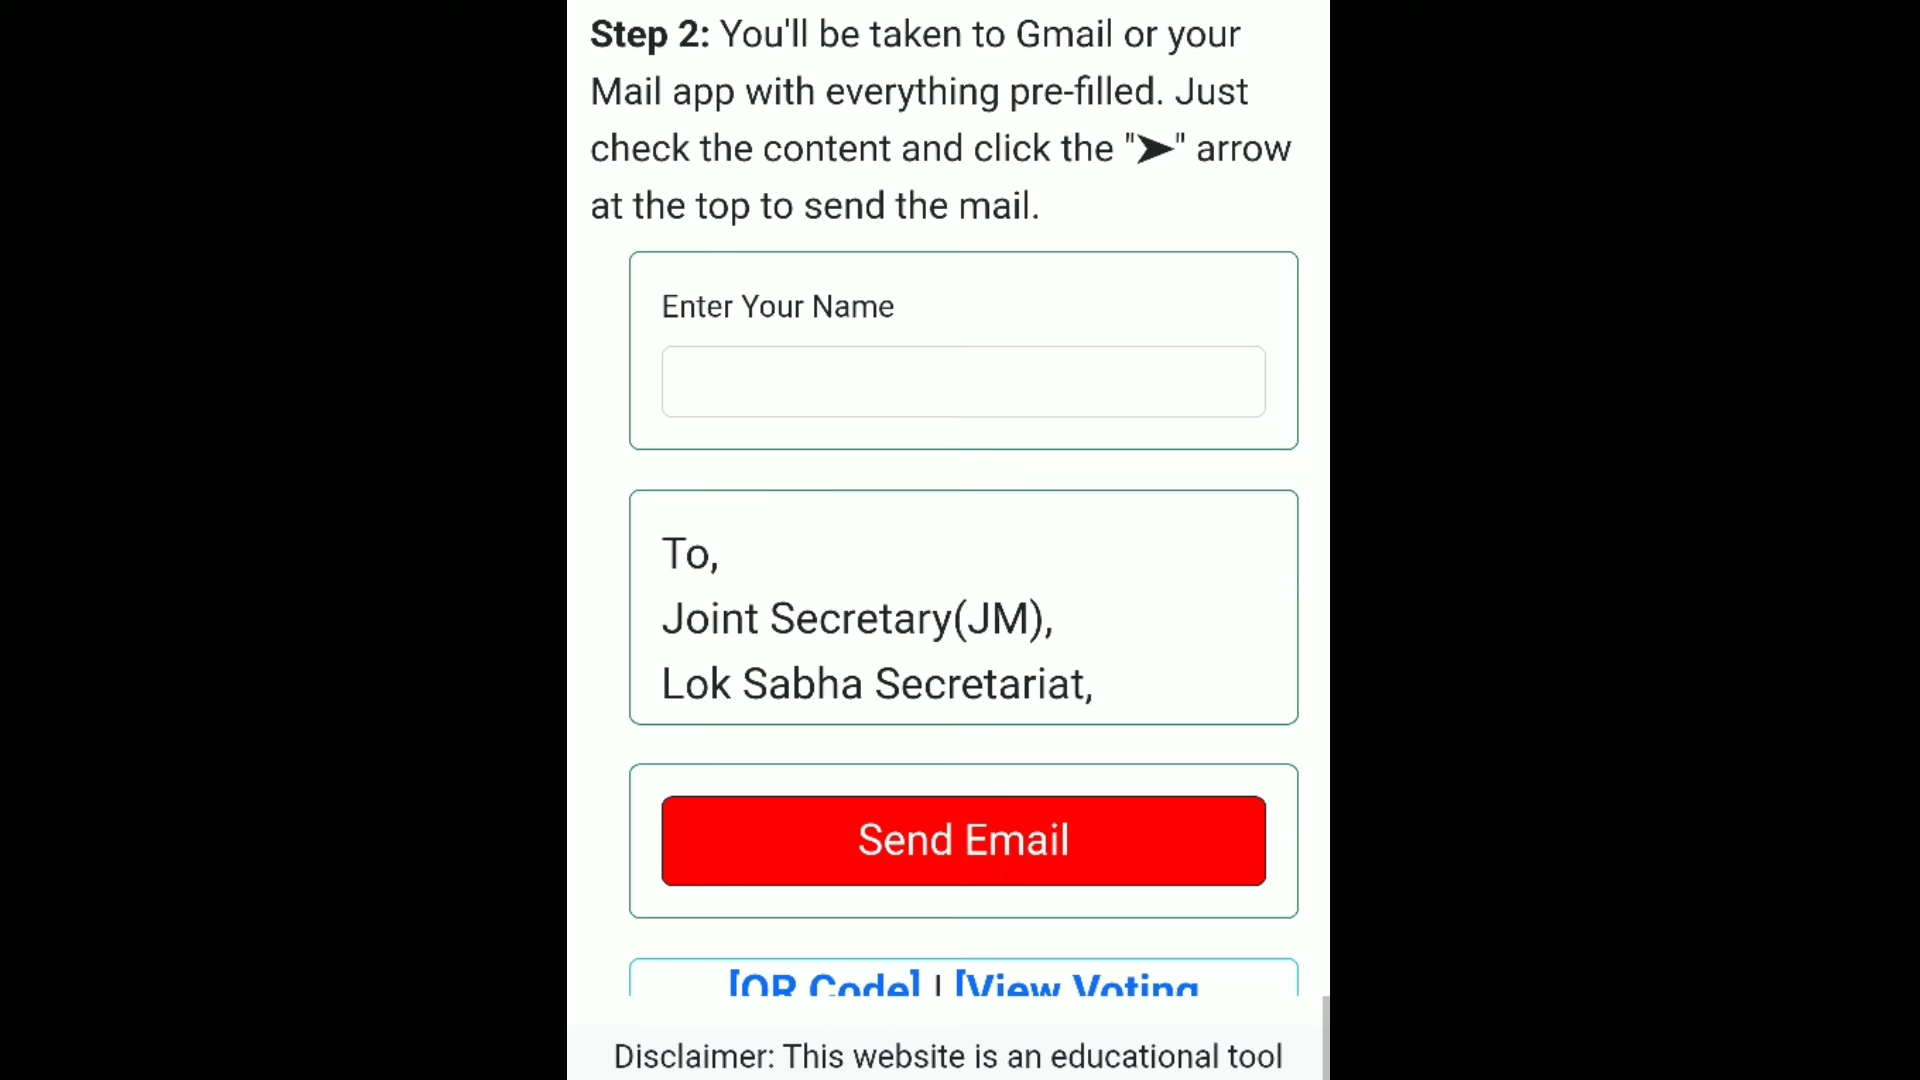 Step 2: You'll be taken to Gmail or your
Mail app with everything pre-filled. Just
check the content and click the "➤" arrow
at the top to send the mail.
Enter Your Name
To,
Joint Secretary(JM),
Lok Sabha Secretariat,
Send Email
[QR Code] | [View Voting
Disclaimer: This website is an educational tool